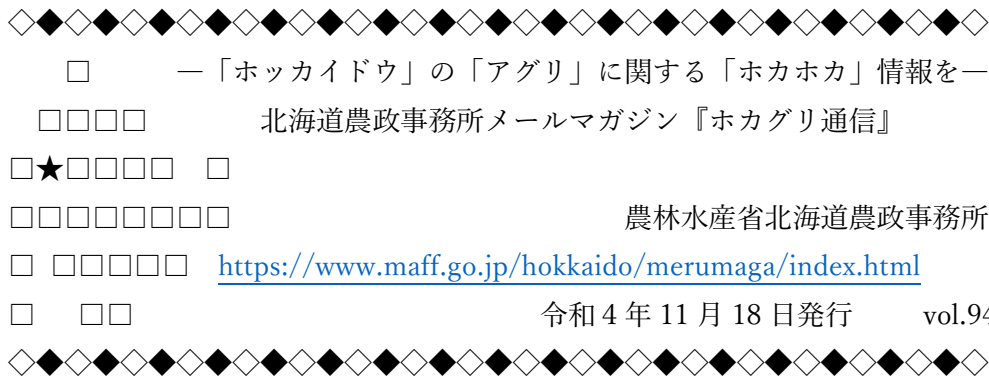 ◇◆◇◆◇◆◇◆◇◆◇◆◇◆◇◆◇◆◇◆◇◆◇◆◇◆◇◆◇◆◇◆◇◆◇◆◇
□ ―「ホッカイドウ」の「アグリ」に関する「ホカホカ」情報を―
□□□□ 北海道農政事務所メールマガジン『ホカグリ通信』
□★□□□□ □
□□□□□□□□ 農林水産省北海道農政事務所
□ □□□□□ https://www.maff.go.jp/hokkaido/merumaga/index.html
□ □□ 令和4年11月18日発行 vol.94
◇◆◇◆◇◆◇◆◇◆◇◆◇◆◇◆◇◆◇◆◇◆◇◆◇◆◇◆◇◆◇◆◇◆◇◆◇